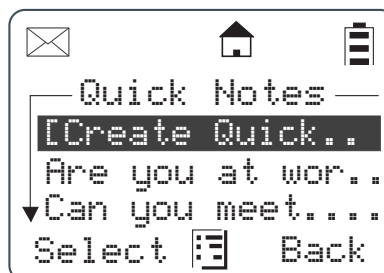 Quick Notes
[Create Quick..
Are you at wor..
Can you meet....
Select Back